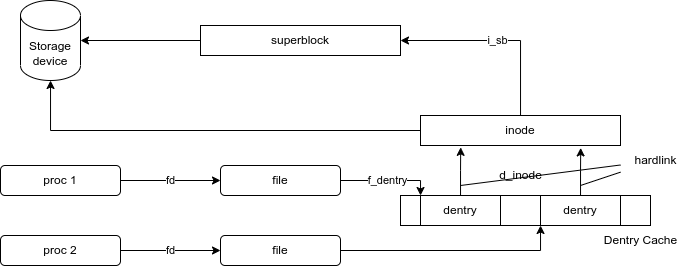 Storage
device
superblock
i_sb
inode
hardlink
d_inode
proc 1
fd
file
f_dentry
dentry
dentry
Dentry Cache
proc 2
fd
file